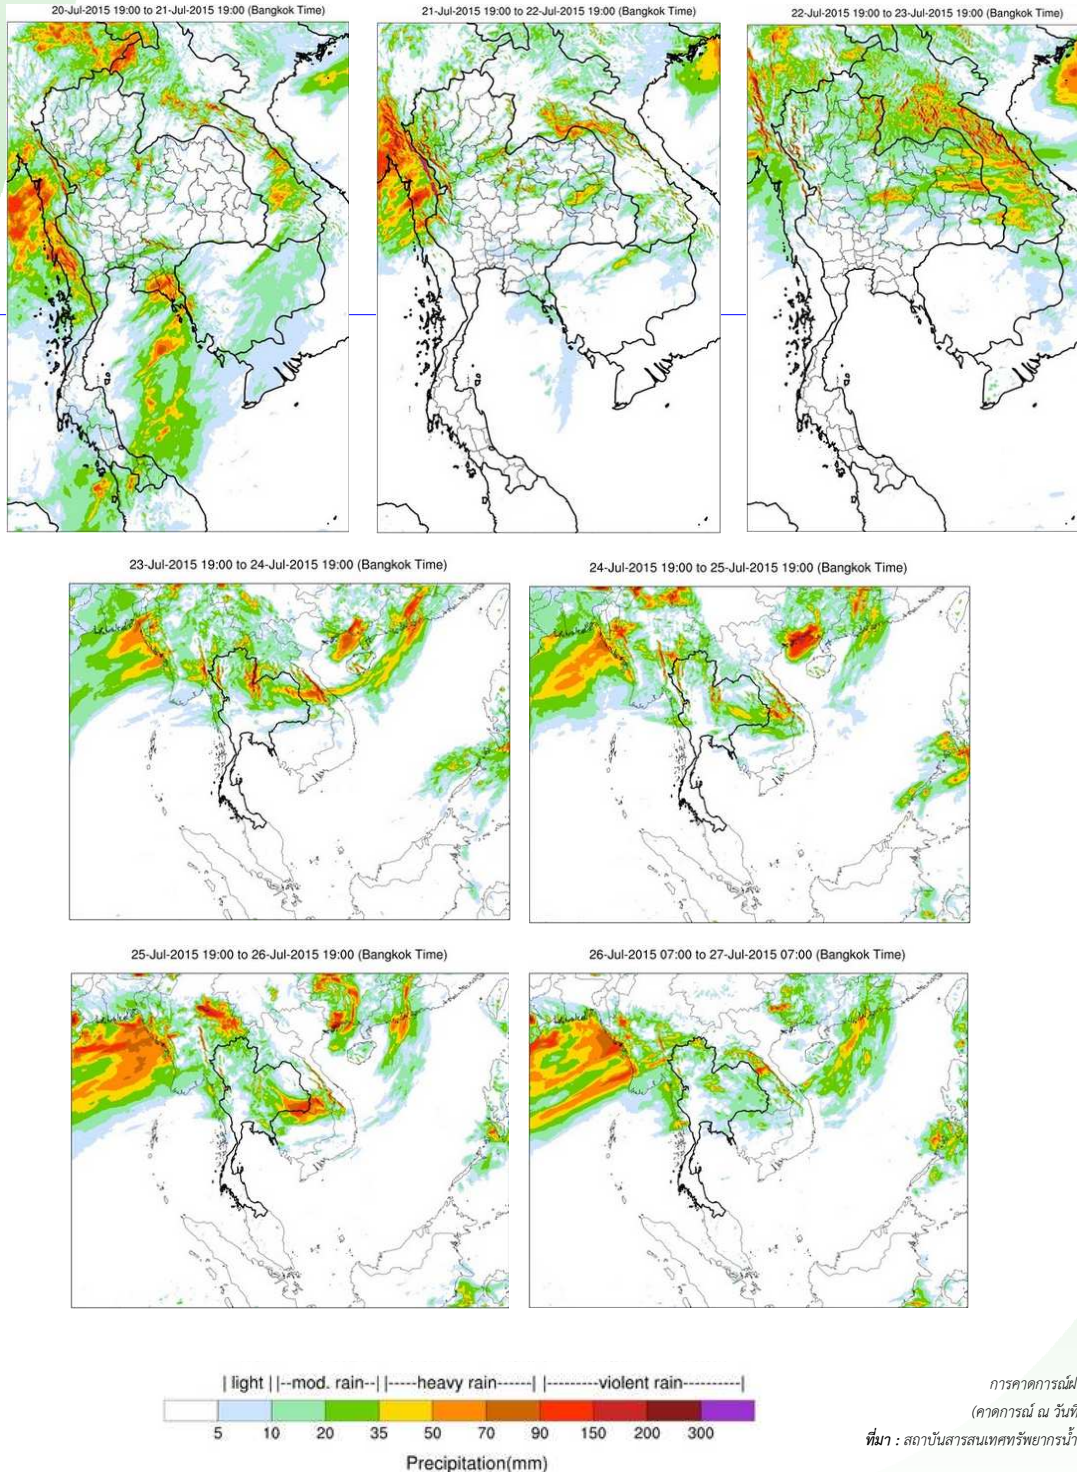 20-Jul-2015 19:00 to 21-Jul-2015 19:00 (Bangkok Time)
21-Jul-2015 19:00 to 22-Jul-2015 19:00 (Bangkok Time)
22-Jul-2015 19:00 to 23-Jul-2015 19:00 (Bangkok Time)
23-Jul-2015 19:00 to 24-Jul-2015 19:00 (Bangkok Time)
24-Jul-2015 19:00 to 25-Jul-2015 19:00 (Bangkok Time)
25-Jul-2015 19:00 to 26-Jul-2015 19:00 (Bangkok Time)
26-Jul-2015 07:00 to 27-Jul-2015 07:00 (Bangkok Time)
| light ||--mod. rain--||-----heavy rain------||---------violent rain---------|
5 10 20 35 50 70 90 150 200 300
Precipitation(mm)
การคาดการณ์ฝ
(คาดการณ์ ณ วันที
ที่มา : สถาบันสารสนเทศทรัพยากรน้ำ